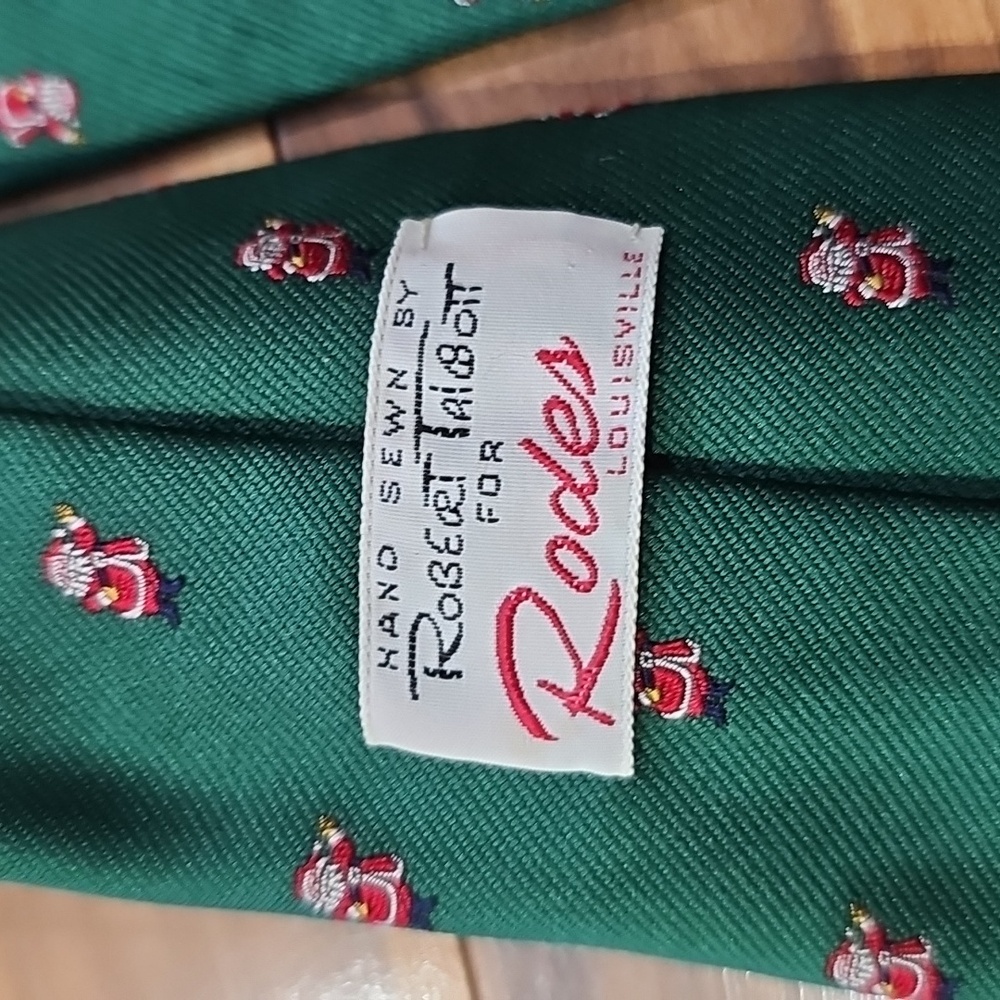 HAND SEWN BY
ROBERT TALBOTT
FOR
Rodes
LOUISVILLE